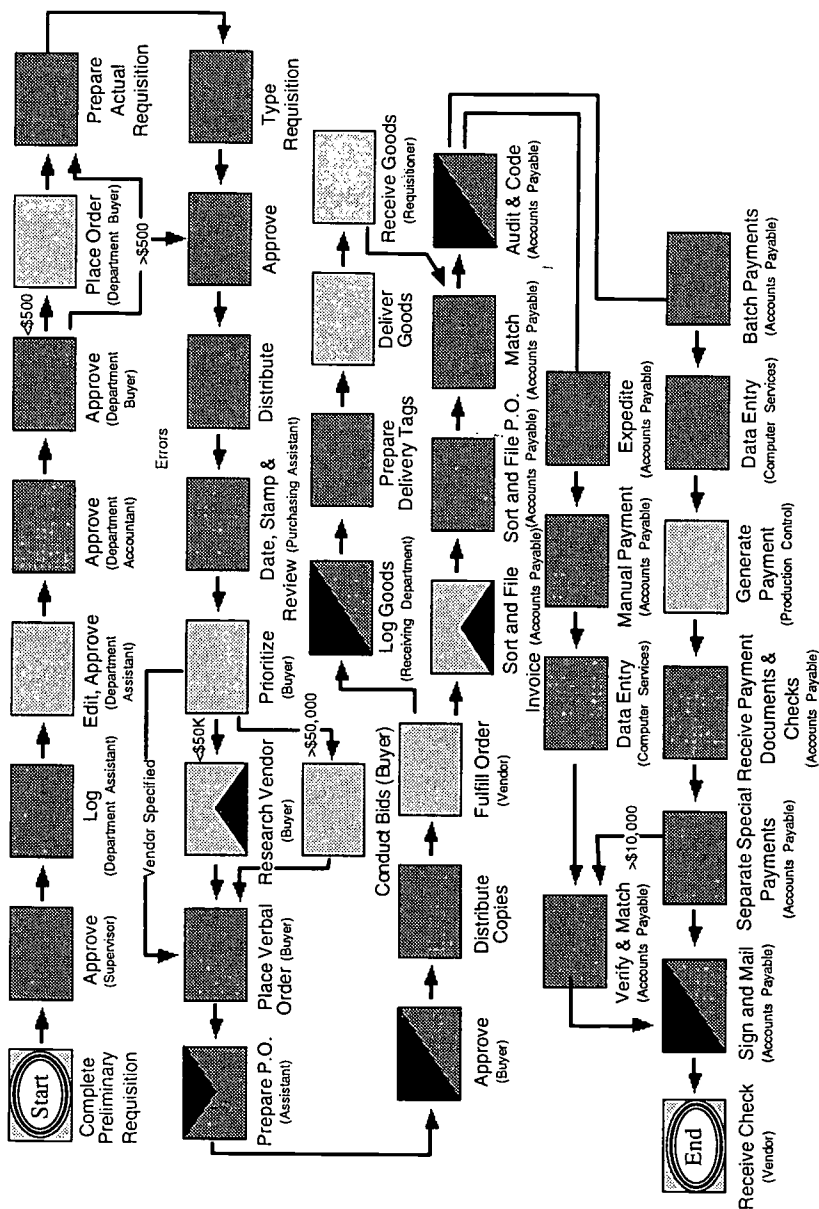 Start
Complete
Preliminary
Requisition
Approve
(Supervisor)
Log
(Department Assistant)
Edit, Approve
(Department
Assistant)
Approve
(Department
Accountant)
Approve
(Department
Buyer)
<$500
>$500
Place Order
(Department Buyer)
Prepare
Actual
Requisition
Type
Requisition
Approve
Distribute
Errors
Date, Stamp &
Review (Purchasing Assistant)
Prioritize
(Buyer)
Vendor Specified
<$50K
>$50,000
Research Vendor
(Buyer)
Conduct Bids (Buyer)
Place Verbal
Order (Buyer)
Prepare P.O.
(Assistant)
Approve
(Buyer)
Distribute
Copies
Fulfill Order
(Vendor)
Log Goods
(Receiving Department)
Prepare
Delivery Tags
Deliver
Goods
Receive Goods
(Requisitioner)
Sort and File
Invoice (Accounts Payable)
Sort and File P.O.
(Accounts Payable)
Match
(Accounts Payable)
Audit & Code
(Accounts Payable)
Expedite
(Accounts Payable)
Manual Payment
(Accounts Payable)
Data Entry
(Computer Services)
Verify & Match
(Accounts Payable)
Batch Payments
(Accounts Payable)
Data Entry
(Computer Services)
Generate
Payment
(Production Control)
Receive Payment
Documents &
Checks
(Accounts Payable)
Separate Special
Payments
(Accounts Payable)
>$10,000
Sign and Mail
(Accounts Payable)
End
Receive Check
(Vendor)